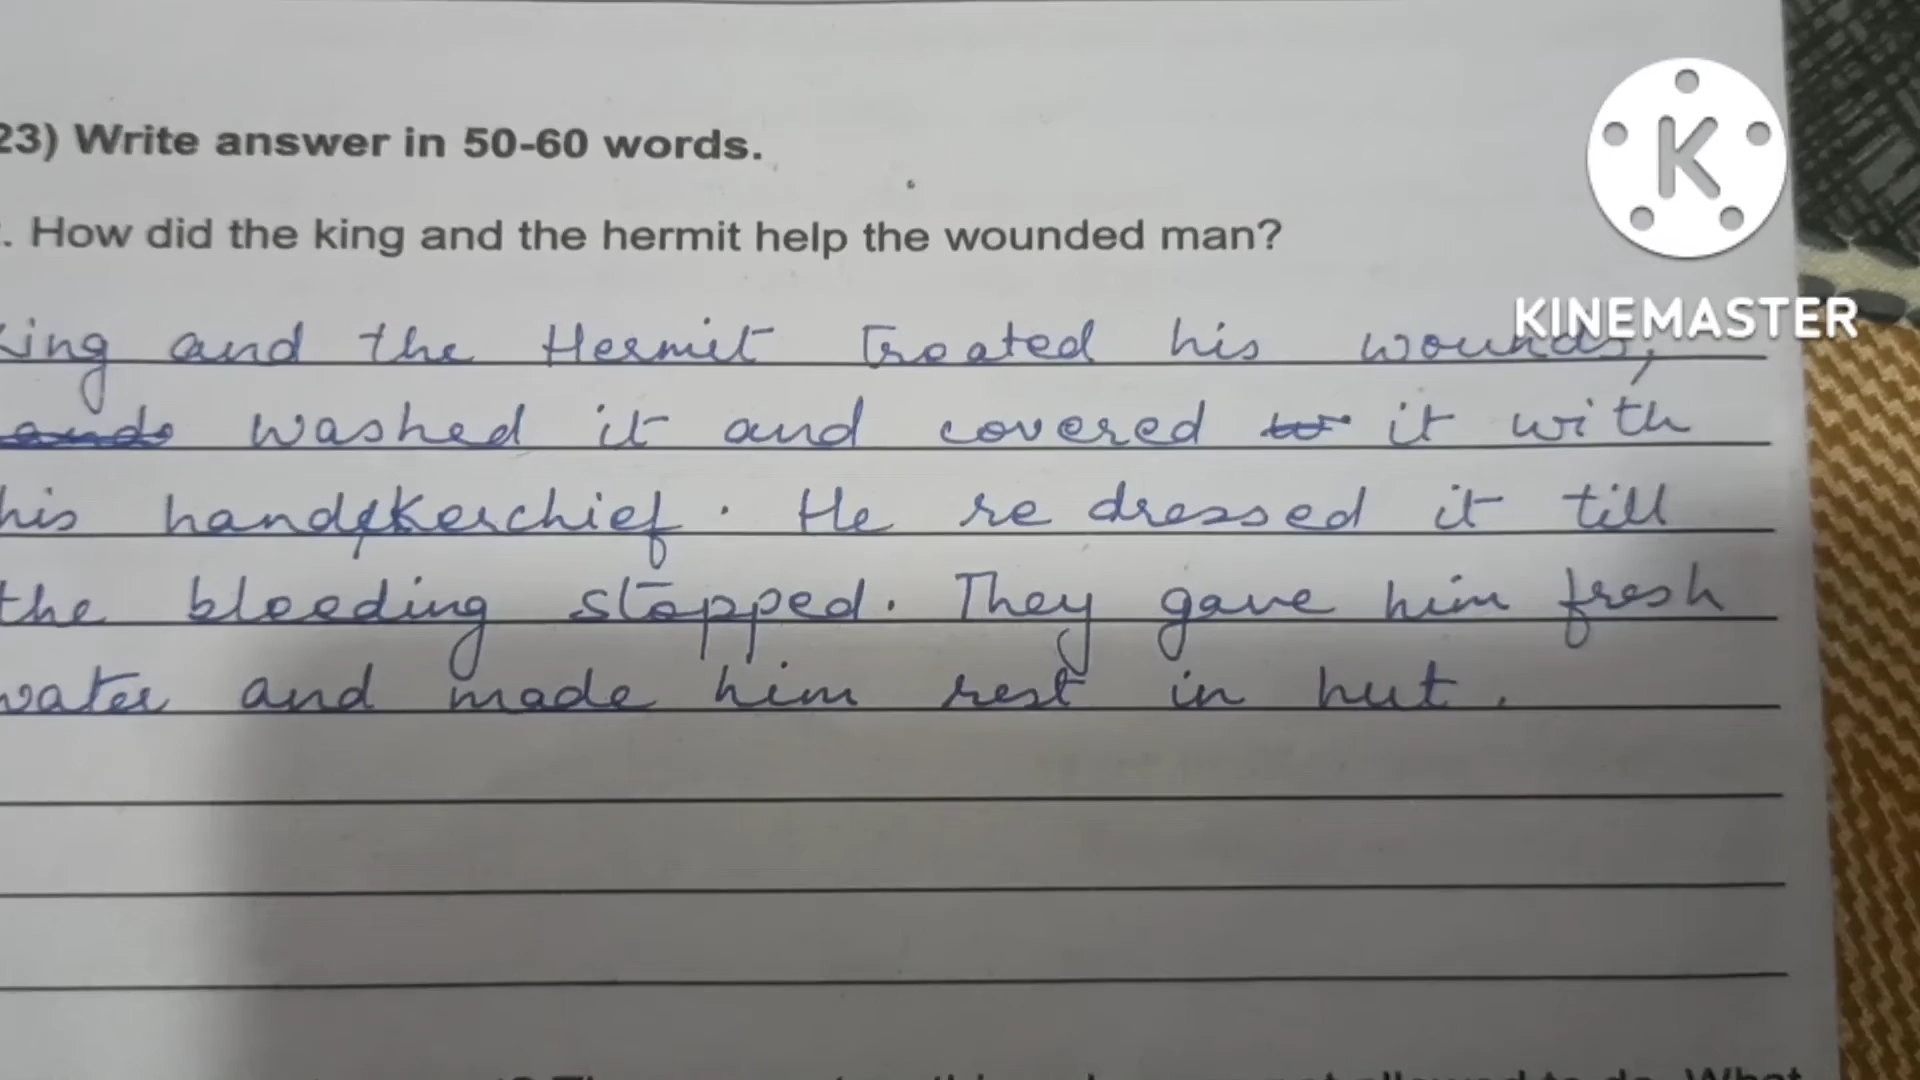 23) Write answer in 50-60 words.
. How did the king and the hermit help the wounded man?
King and the Hermit Treated his wounds,
washed it and covered it with
his handkerchief. He re dressed it till
the bleeding stopped. They gave him fresh
water and made him rest in hut.
K
KINEMASTER